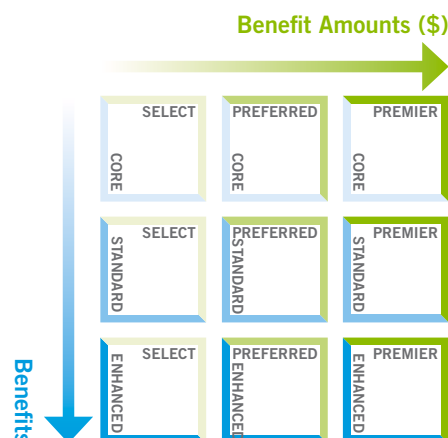 Benefit Amounts ($)
SELECT
PREFERRED
PREMIER
CORE
CORE
CORE
SELECT
PREFERRED
PREMIER
STANDARD
STANDARD
STANDARD
SELECT
PREFERRED
PREMIER
ENHANCED
ENHANCED
ENHANCED
Benefits